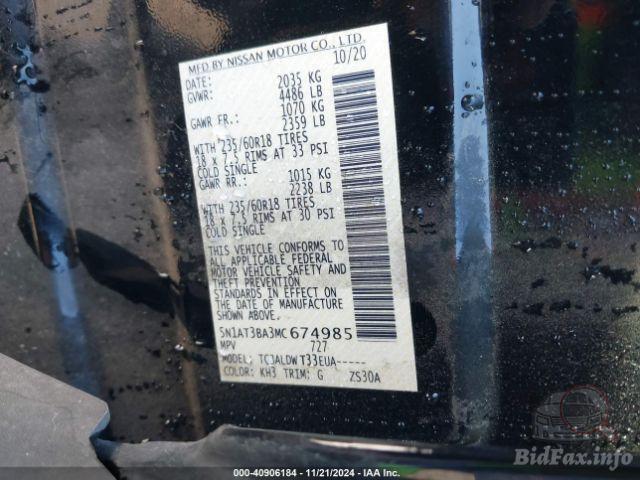 MFD BY NISSAN MOTOR CO., LTD.
DATE: 10/20
GVWR: 2035 KG
4486 LB
GAWR FR.: 1070 KG
2359 LB
WITH 235/60R18 TIRES
18 x 7.5 RIMS AT 33 PSI
COLD SINGLE
GAWR RR.: 1015 KG
2238 LB
WITH 235/60R18 TIRES
18 x 7.5 RIMS AT 30 PSI
COLD SINGLE
THIS VEHICLE CONFORMS TO
ALL APPLICABLE FEDERAL
MOTOR VEHICLE SAFETY AND
THEFT PREVENTION
STANDARDS IN EFFECT ON
THE DATE OF MANUFACTURE
SHOWN ABOVE.
5N1AT3BA3MC674985
MPV 727
MODEL: TCJALDWT33EUA-----
COLOR: KH3 TRIM: G ZS30A
000-40906184 — 11/21/2024 — IAA Inc.
BidFax.info